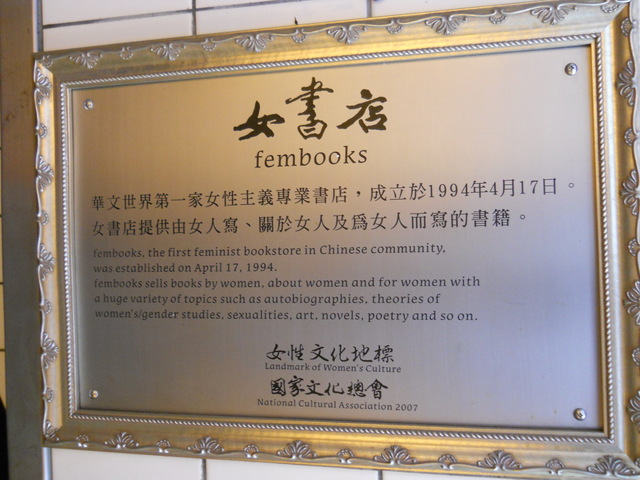 女書店
fembooks
華文世界第一家女性主義專業書店，成立於1994年4月17日。
女書店提供由女人寫、關於女人及爲女人而寫的書籍。
fembooks, the first feminist bookstore in Chinese community,
was established on April 17, 1994.
fembooks sells books by women, about women and for women with
a huge variety of topics such as autobiographies, theories of
women's/gender studies, sexualities, art, novels, poetry and so on.
女性文化地標
Landmark of Women's Culture
國家文化總會
National Cultural Association 2007